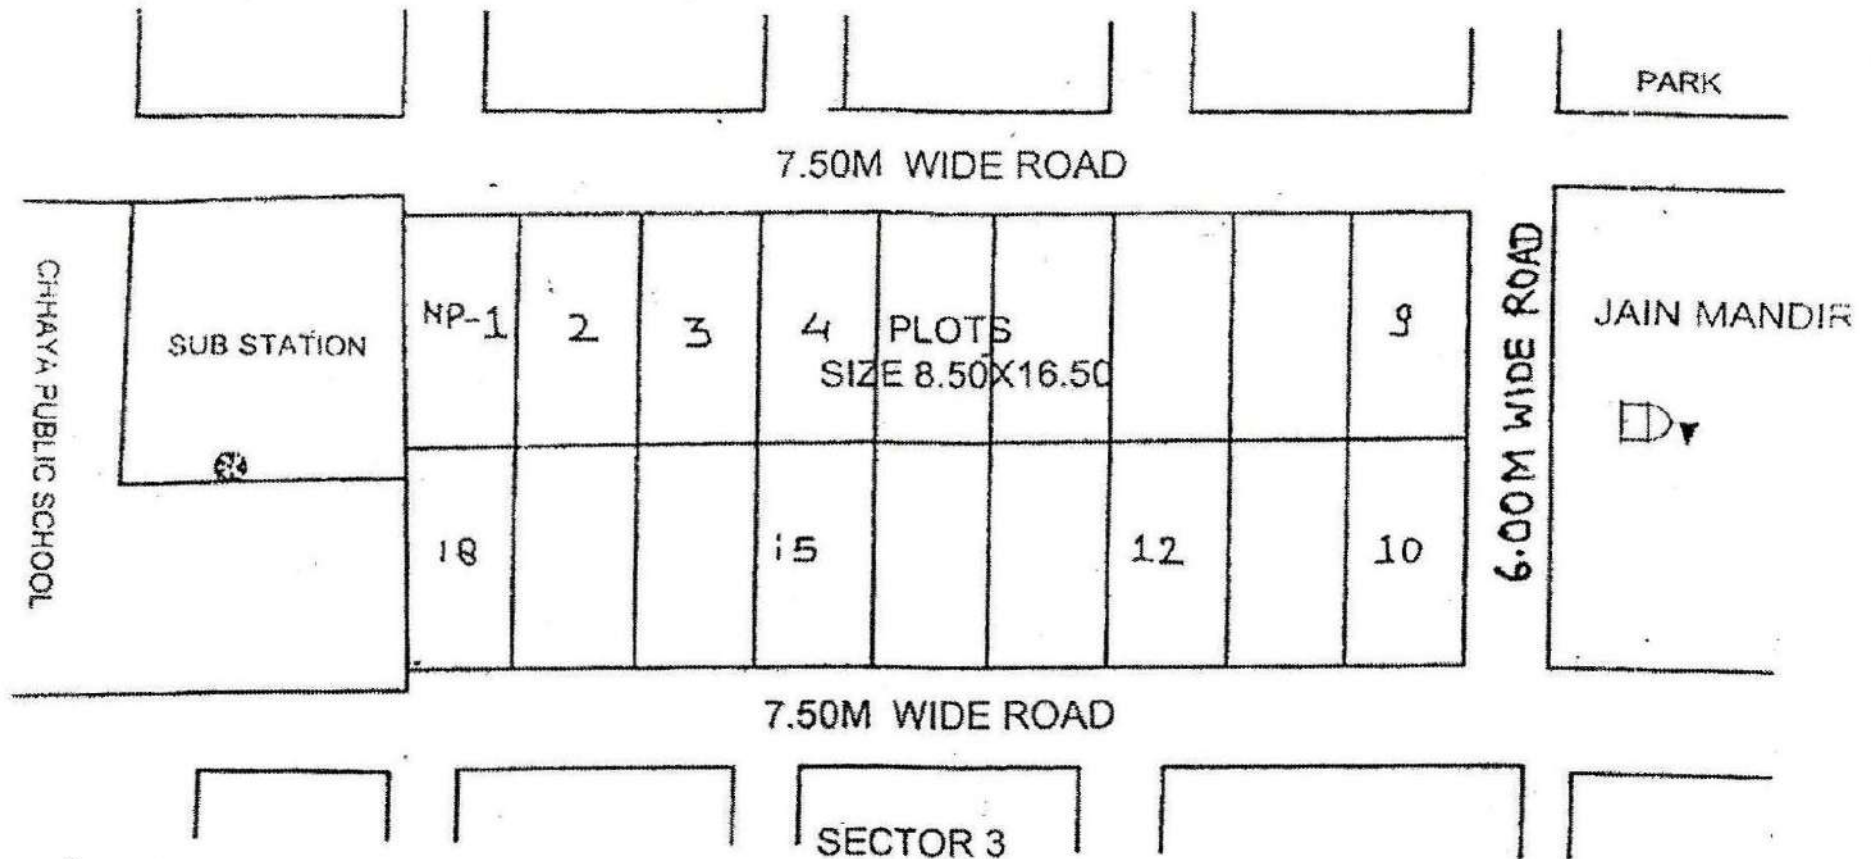 PARK
7.50M WIDE ROAD
CHHAYA PUBLIC SCHOOL
SUB STATION
NP-1
2
3
4
PLOTS
SIZE 8.50X16.50
9
6.00M WIDE ROAD
JAIN MANDIR
18
15
12
10
7.50M WIDE ROAD
SECTOR 3